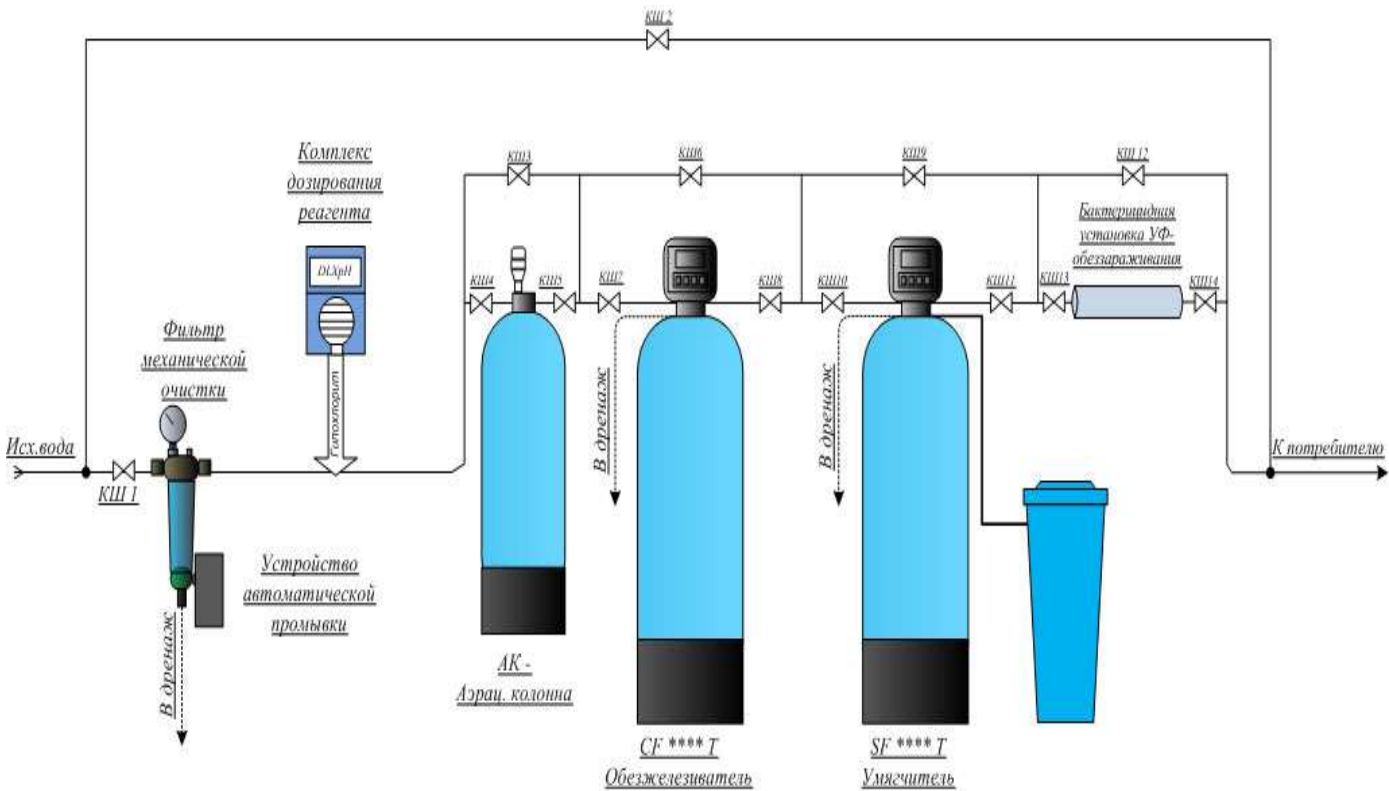 КШ 2
Комплекс
дозирования
реагента
DLXpH
Гипохлорит
КШ3
КШ6
КШ9
КШ 12
Бактерицидная
установка УФ-
обеззараживания
КШ4
КШ5
КШ7
КШ8
КШ10
КШ11
КШ13
КШ14
Фильтр
механической
очистки
Исх.вода
КШ 1
К потребителю
В дренаж
В дренаж
Устройство
автоматической
промывки
В дренаж
АК -
Аэрац. колонна
CF **** T
Обезжелезиватель
SF **** T
Умягчитель